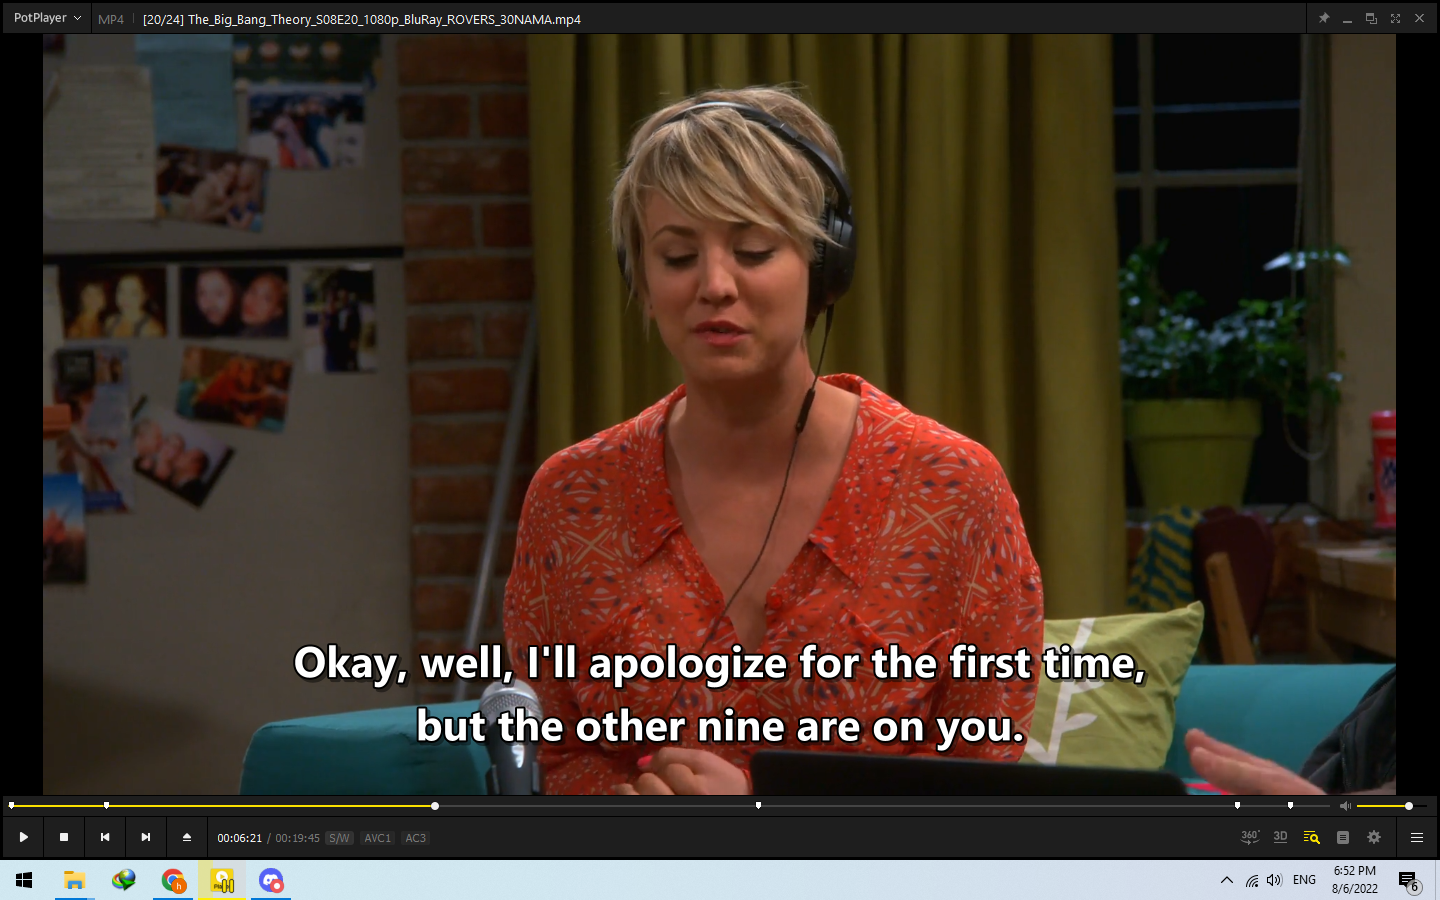 PotPlayer
MP4
[20/24] The_Big_Bang_Theory_S08E20_1080p_BluRay_ROVERS_30NAMA.mp4
Okay, well, I'll apologize for the first time,
but the other nine are on you.
00:06:21 / 00:19:45 S/W AVC1 AC3
360° 3D
h
ENG
6:52 PM
8/6/2022
6